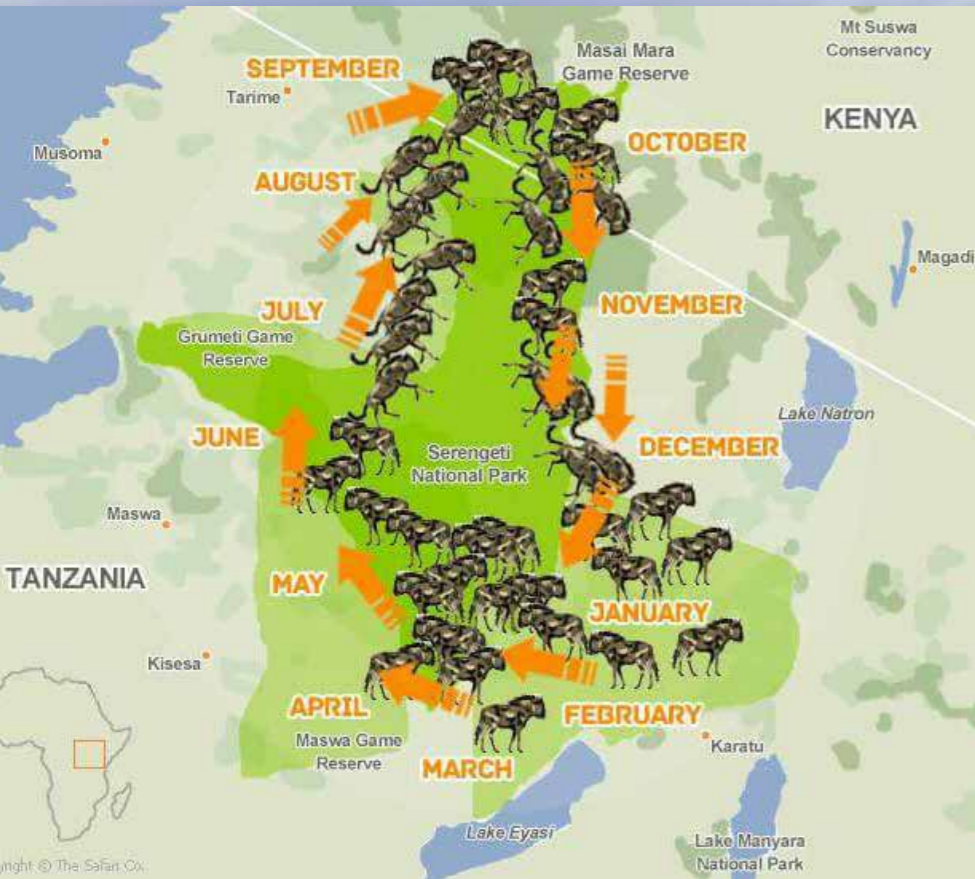 Mt Suswa
Conservancy
Masai Mara
Game Reserve
SEPTEMBER
Tarime
KENYA
Musoma
OCTOBER
AUGUST
Magadi
JULY
NOVEMBER
Grumeti Game
Reserve
Lake Natron
JUNE
DECEMBER
Serengeti
National Park
Maswa
TANZANIA
MAY
JANUARY
Kisesa
APRIL
FEBRUARY
Maswa Game
Reserve
Karatu
MARCH
Lake Eyasi
Lake Manyara
National Park
yright © The Safari Co.